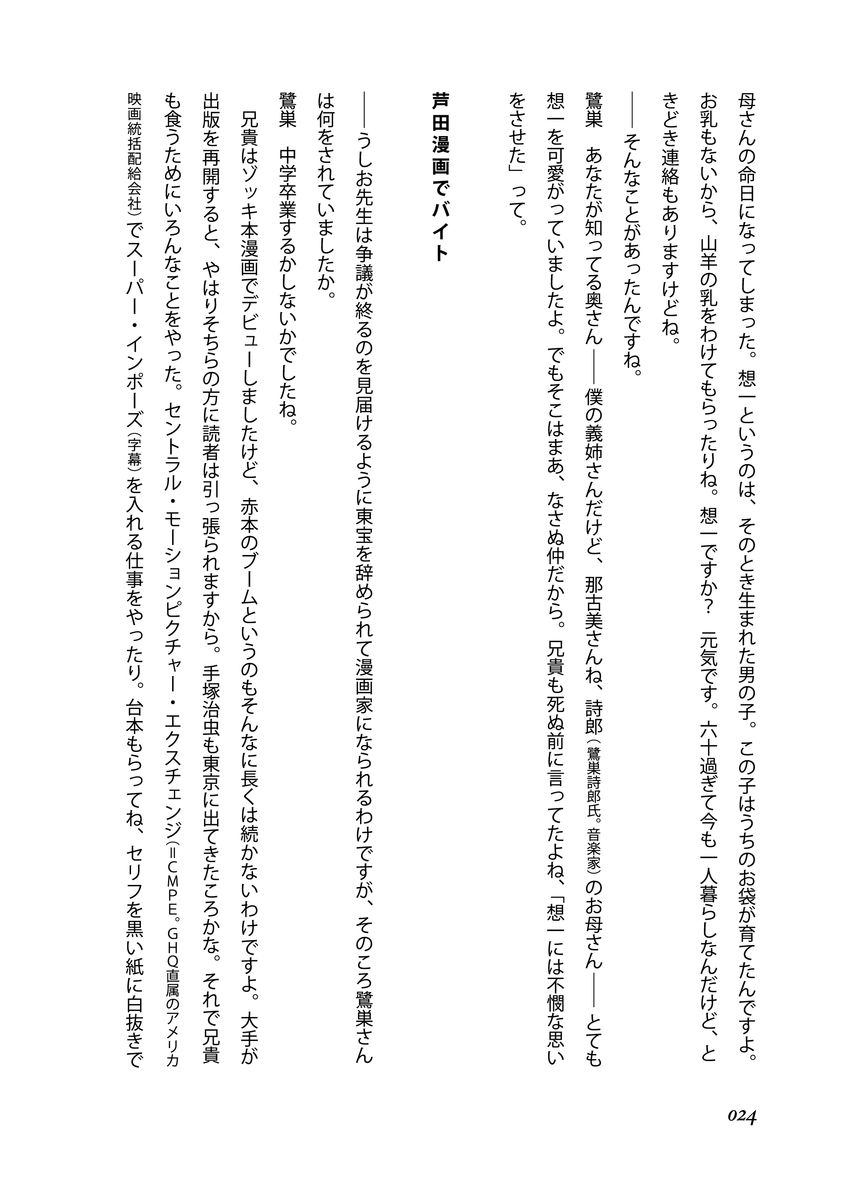 母さんの命日になってしまった。想一というのは、そのとき生まれた男の子。この子はうちのお袋が育てたんですよ。
お乳もないから、山羊の乳をわけてもらったりね。想一ですか？　元気です。六十過ぎて今も一人暮らしなんだけど、と
きどき連絡もありますけどね。
――そんなことがあったんですね。
鷺巣　あなたが知ってる奥さん――僕の義姉さんだけど、那古美さんね、詩郎（鷺巣詩郎氏。音楽家）のお母さん――とても
想一を可愛がっていましたよ。でもそこはまあ、なさぬ仲だから。兄貴も死ぬ前に言ってたよね、「想一には不憫な思い
をさせた」って。
芦田漫画でバイト
――うしお先生は争議が終るのを見届けるように東宝を辞められて漫画家になられるわけですが、そのころ鷺巣さん
は何をされていましたか。
鷺巣　中学卒業するかしないかでしたね。
　兄貴はゾッキ本漫画でデビューしましたけど、赤本のブームというのもそんなに長くは続かないわけですよ。大手が
出版を再開すると、やはりそちらの方に読者は引っ張られますから。手塚治虫も東京に出てきたころかな。それで兄貴
も食うためにいろんなことをやった。セントラル・モーションピクチャー・エクスチェンジ（＝CMPE。GHQ直属のアメリカ
映画統括配給会社）でスーパー・インポーズ（字幕）を入れる仕事をやったり。台本もらってね、セリフを黒い紙に白抜きで
024